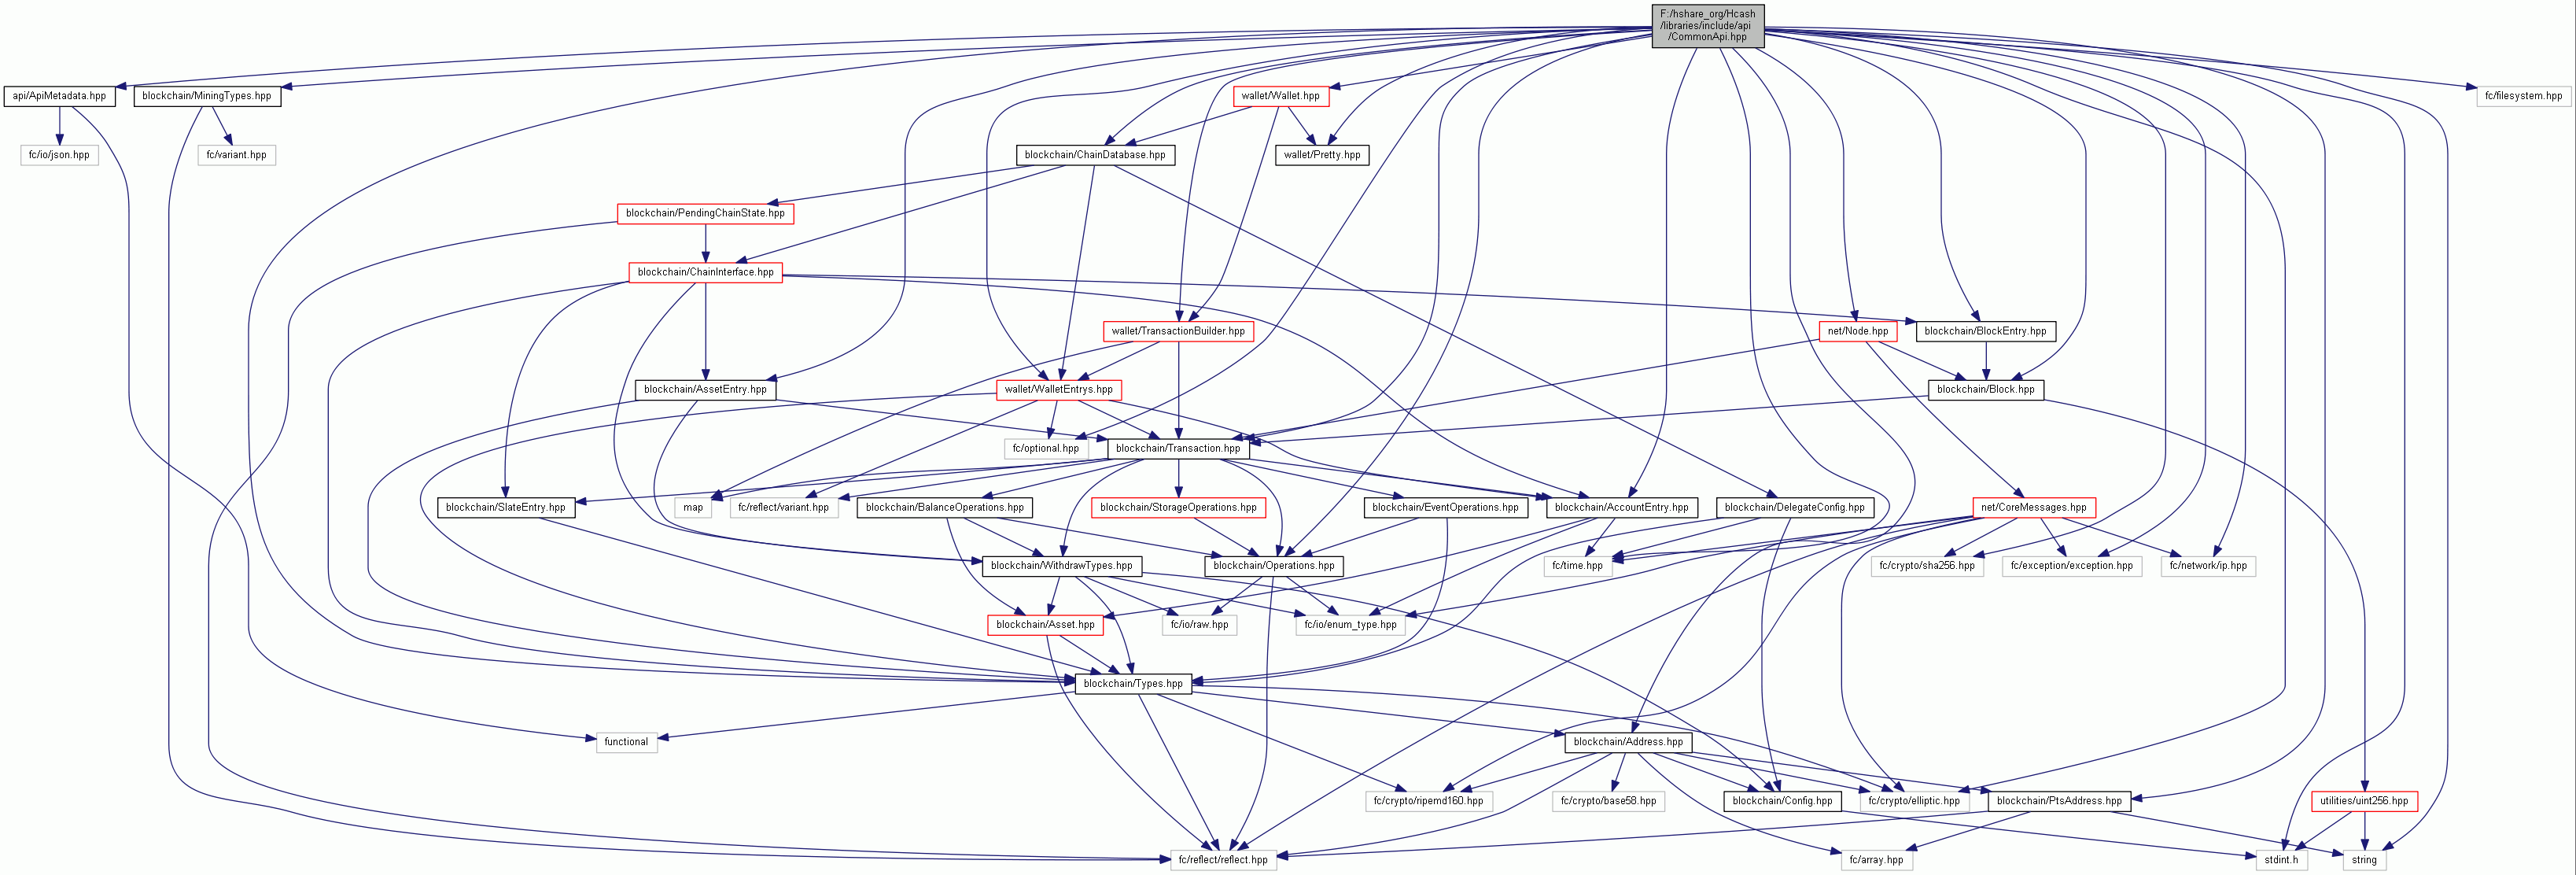 F:/hshare_org/Hcash
/libraries/include/api
/CommonApi.hpp
api/ApiMetadata.hpp
blockchain/MiningTypes.hpp
wallet/Wallet.hpp
fc/filesystem.hpp
fc/io/json.hpp
fc/variant.hpp
blockchain/ChainDatabase.hpp
wallet/Pretty.hpp
blockchain/PendingChainState.hpp
blockchain/ChainInterface.hpp
wallet/TransactionBuilder.hpp
net/Node.hpp
blockchain/BlockEntry.hpp
blockchain/AssetEntry.hpp
wallet/WalletEntrys.hpp
blockchain/Block.hpp
fc/optional.hpp
blockchain/Transaction.hpp
blockchain/SlateEntry.hpp
map
fc/reflect/variant.hpp
blockchain/BalanceOperations.hpp
blockchain/StorageOperations.hpp
blockchain/EventOperations.hpp
blockchain/AccountEntry.hpp
blockchain/DelegateConfig.hpp
net/CoreMessages.hpp
blockchain/WithdrawTypes.hpp
blockchain/Operations.hpp
fc/time.hpp
fc/crypto/sha256.hpp
fc/exception/exception.hpp
fc/network/ip.hpp
blockchain/Asset.hpp
fc/io/raw.hpp
fc/io/enum_type.hpp
blockchain/Types.hpp
functional
blockchain/Address.hpp
fc/crypto/ripemd160.hpp
fc/crypto/base58.hpp
blockchain/Config.hpp
fc/crypto/elliptic.hpp
blockchain/PtsAddress.hpp
utilities/uint256.hpp
fc/reflect/reflect.hpp
fc/array.hpp
stdint.h
string